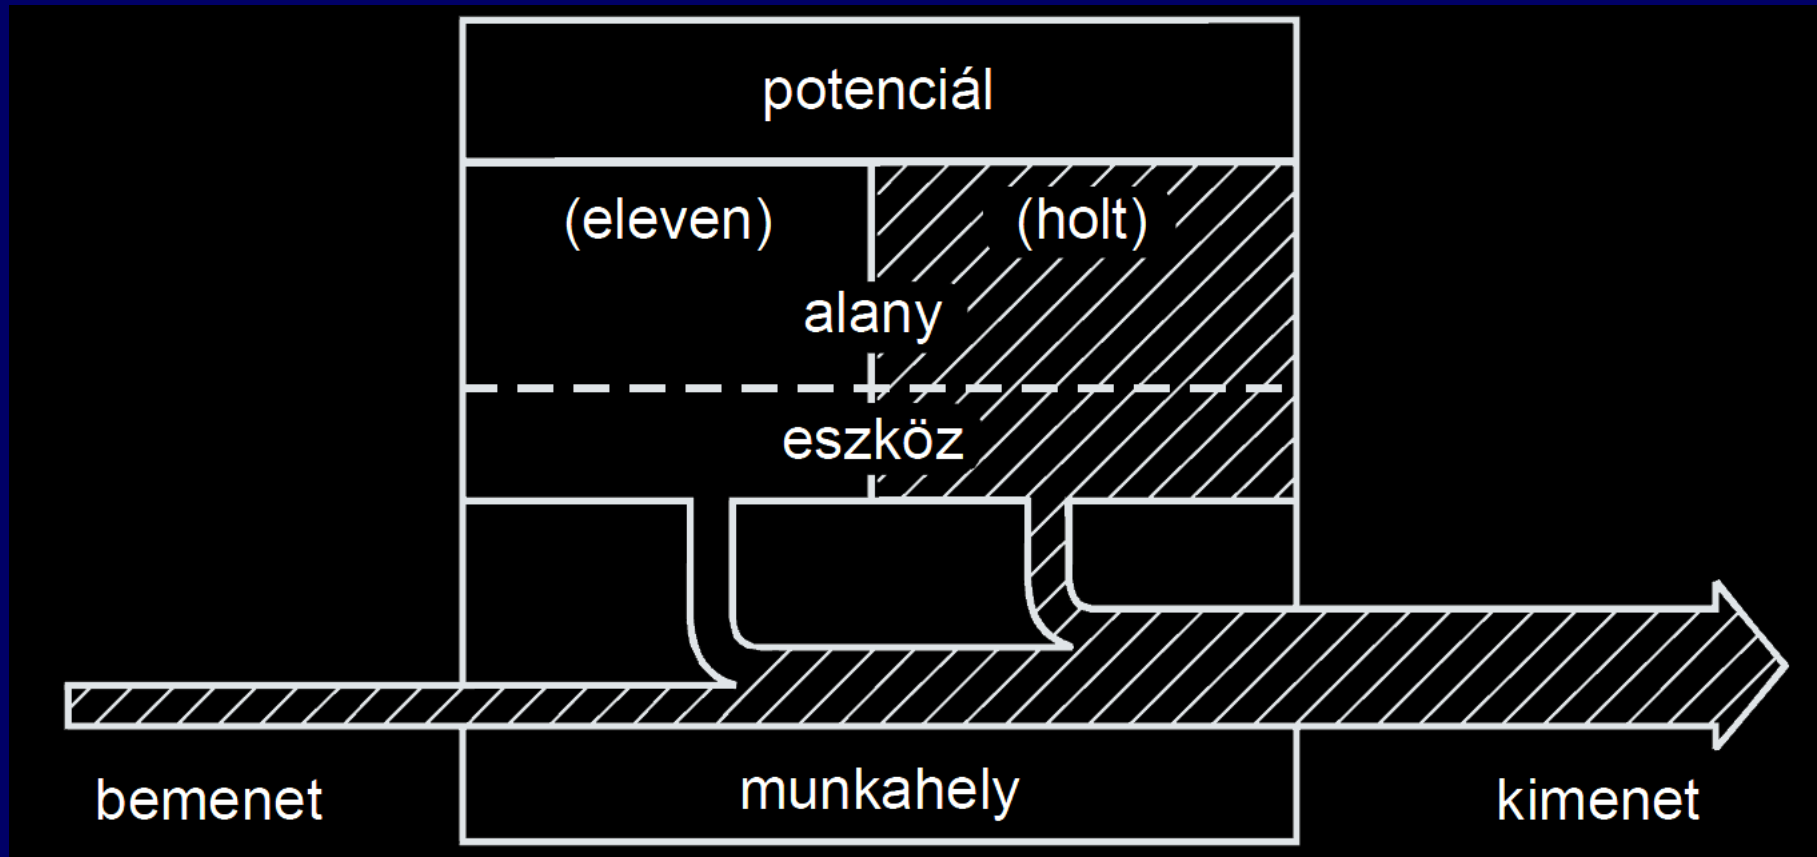 potenciál
(eleven)
(holt)
alany
eszköz
bemenet
munkahely
kimenet